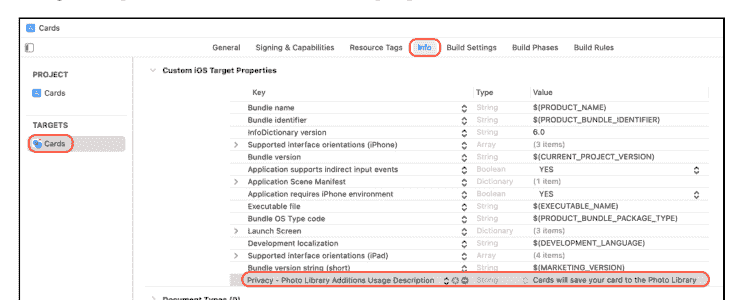 Cards
General Signing & Capabilities Resource Tags Info Build Settings Build Phases Build Rules
PROJECT
Cards
TARGETS
Cards
Custom iOS Target Properties
Key Type Value
Bundle name String $(PRODUCT_NAME)
Bundle identifier String $(PRODUCT_BUNDLE_IDENTIFIER)
InfoDictionary version String 6.0
Supported interface orientations (iPhone) Array (3 items)
Bundle version String $(CURRENT_PROJECT_VERSION)
Application supports indirect input events Boolean YES
Application Scene Manifest Dictionary (1 item)
Application requires iPhone environment Boolean YES
Executable file String $(EXECUTABLE_NAME)
Bundle OS Type code String $(PRODUCT_BUNDLE_PACKAGE_TYPE)
Launch Screen Dictionary (3 items)
Development localization String $(DEVELOPMENT_LANGUAGE)
Supported interface orientations (iPad) Array (4 items)
Bundle version string (short) String $(MARKETING_VERSION)
Privacy - Photo Library Additions Usage Description String Cards will save your card to the Photo Library
Document Types (0)